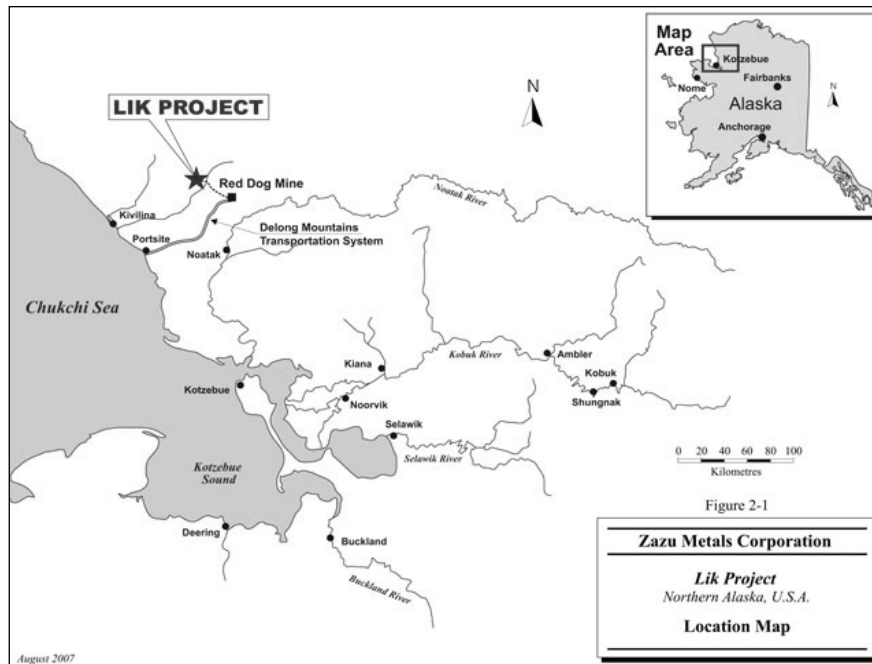 Map
Area
Kotzebue
Fairbanks
Nome
N
Alaska
Anchorage
N
LIK PROJECT
Red Dog Mine
Noatak River
Kivilina
Delong Mountains
Transportation System
Portsite
Noatak
Chukchi Sea
Kiana
Kobuk River
Ambler
Kobuk
Kotzebue
Noorvik
Shungnak
Selawik
Selawik River
Kotzebue
Sound
0 20 40 60 80 100
Kilometres
Figure 2-1
Deering
Buckland
Buckland River
Zazu Metals Corporation
Lik Project
Northern Alaska, U.S.A.
Location Map
August 2007